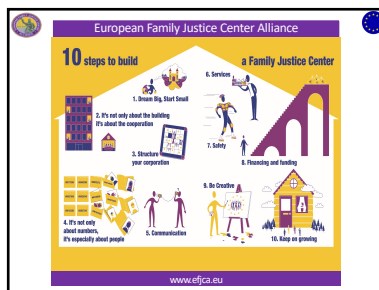 European Family Justice Center Alliance
10 steps to build
a Family Justice Center
1. Dream Big, Start Small
2. It's not only about the building
it's about the cooperation
3. Structure
your corporation
4. It's not only
about numbers,
it's especially about people
5. Communication
6. Services
7. Safety
8. Financing and funding
9. Be Creative
10. Keep on growing
www.efjca.eu